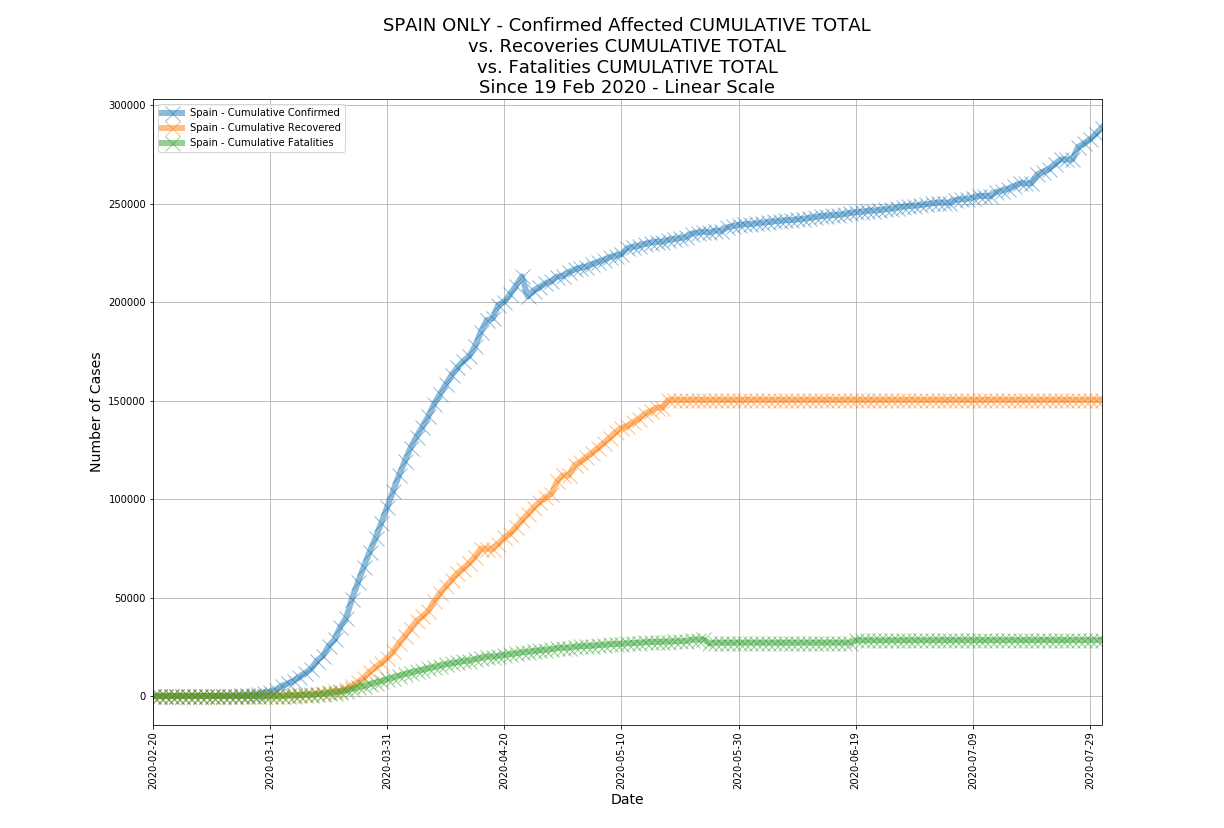 SPAIN ONLY - Confirmed Affected CUMULATIVE TOTAL
vs. Recoveries CUMULATIVE TOTAL
vs. Fatalities CUMULATIVE TOTAL
Since 19 Feb 2020 - Linear Scale
Spain - Cumulative Confirmed
Spain - Cumulative Recovered
Spain - Cumulative Fatalities
Number of Cases
300000
250000
200000
150000
100000
50000
0
2020-02-20
2020-03-11
2020-03-31
2020-04-20
2020-05-10
2020-05-30
2020-06-19
2020-07-09
2020-07-29
Date